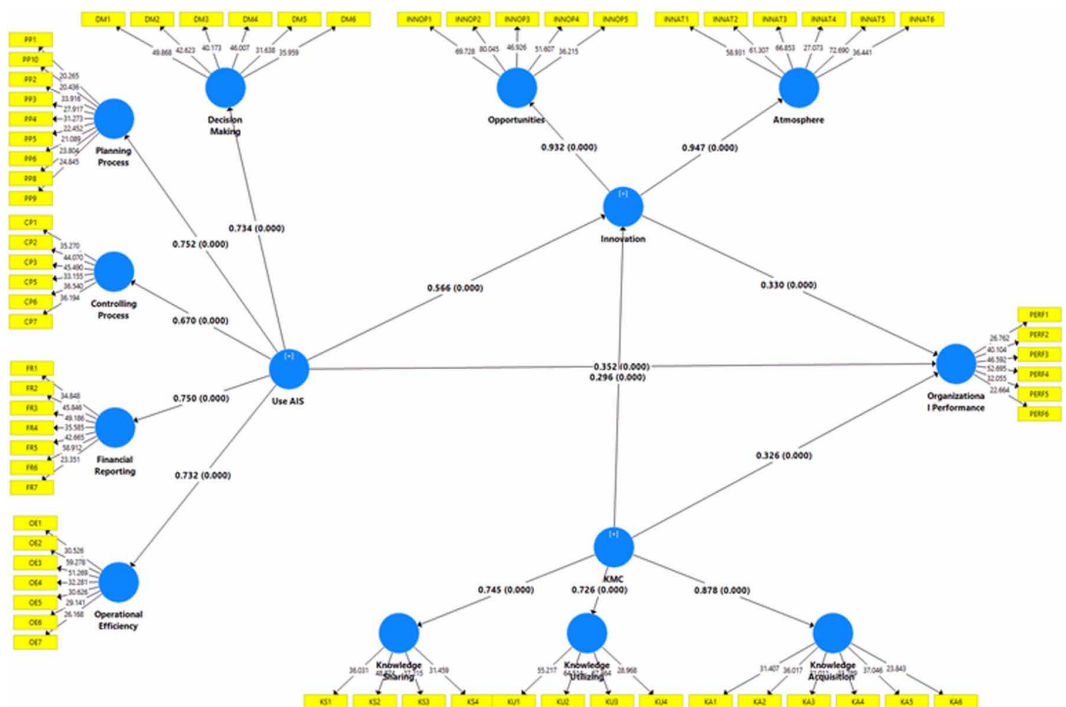 DM1 DM2 DM3 DM4 DM5 DM6
49.868 42.623 40.173 46.007 31.638 35.959
Decision
Making
INNOP1 INNOP2 INNOP3 INNOP4 INNOP5
69.728 80.045 46.926 51.607 36.215
Opportunities
INNAT1 INNAT2 INNAT3 INNAT4 INNAT5 INNAT6
58.931 61.307 66.853 27.073 72.690 36.441
Atmosphere
PP1
PP10
PP2
PP3
PP4
PP5
PP6
PP8
PP9
20.265
20.436
33.916
27.917
31.273
22.452
21.089
23.804
24.845
Planning
Process
0.932 (0.000)
0.947 (0.000)
[+]
Innovation
0.734 (0.000)
0.752 (0.000)
CP1
CP2
CP3
CP5
CP6
CP7
35.270
44.070
45.490
33.155
36.540
36.194
Controlling
Process
0.670 (0.000)
0.566 (0.000)
0.330 (0.000)
[+]
Use AIS
0.352 (0.000)
0.296 (0.000)
PERF1
PERF2
PERF3
PERF4
PERF5
PERF6
26.762
40.104
46.592
52.695
32.055
22.664
Organizationa
l Performance
FR1
FR2
FR3
FR4
FR5
FR6
FR7
34.848
45.846
49.186
35.585
42.665
58.912
23.351
Financial
Reporting
0.750 (0.000)
0.732 (0.000)
0.326 (0.000)
OE1
OE2
OE3
OE4
OE5
OE6
OE7
30.526
59.278
51.269
32.281
30.626
29.141
26.168
Operational
Efficiency
[+]
KMC
0.745 (0.000)
0.726 (0.000)
0.878 (0.000)
Knowledge
Sharing
36.031 31.459
KS1 KS2 KS3 KS4
Knowledge
Utilizing
55.217 28.968
KU1 KU2 KU3 KU4
Knowledge
Acquisition
31.407 36.017 37.046 23.843
KA1 KA2 KA3 KA4 KA5 KA6